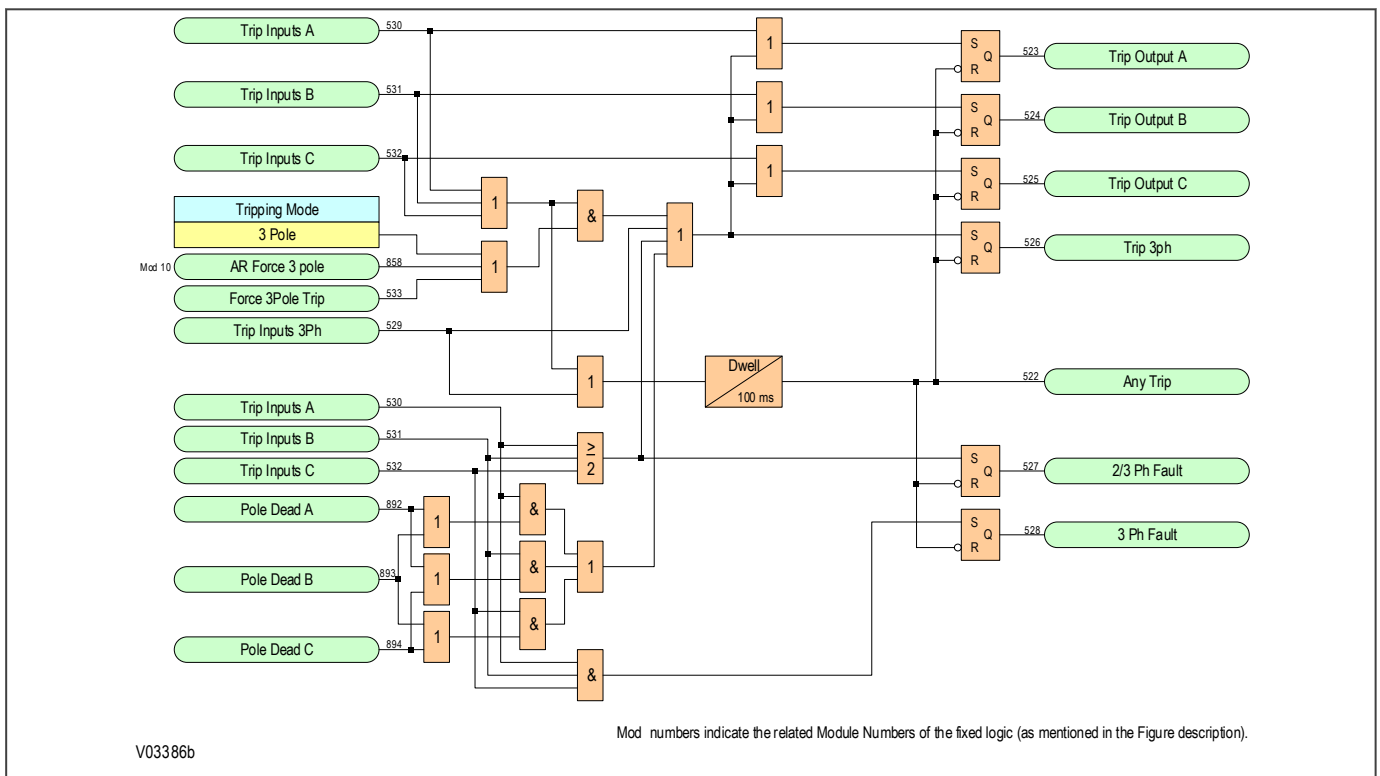 Trip Inputs A
530
1
S
Q
R
523
Trip Output A
Trip Inputs B
531
1
S
Q
R
524
Trip Output B
Trip Inputs C
532
1
S
Q
R
525
Trip Output C
Tripping Mode
3 Pole
1
&
1
S
Q
R
526
Trip 3ph
Mod 10
AR Force 3 pole
858
1
Force 3Pole Trip
533
Trip Inputs 3Ph
529
1
Dwell
100 ms
522
Any Trip
Trip Inputs A
530
Trip Inputs B
531
Trip Inputs C
532
≥
2
S
Q
R
527
2/3 Ph Fault
Pole Dead A
892
1
&
S
Q
R
528
3 Ph Fault
Pole Dead B
893
1
&
1
Pole Dead C
894
1
&
&
Mod numbers indicate the related Module Numbers of the fixed logic (as mentioned in the Figure description).
V03386b